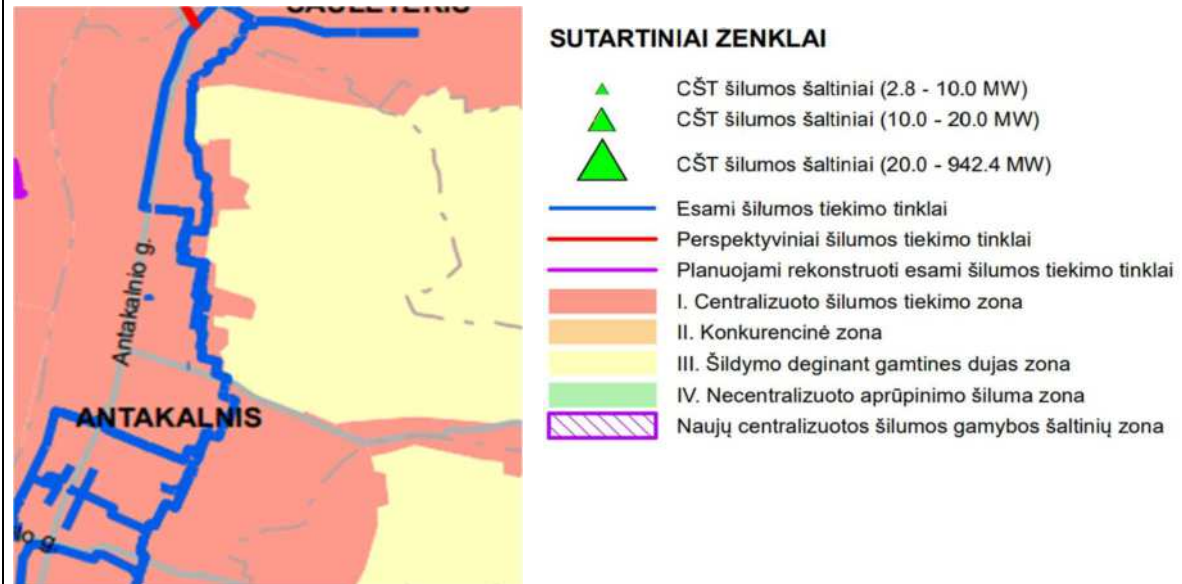 SAULĖTEKIS
Antakalnio g.
ANTAKALNIS
lo g.
SUTARTINIAI ZENKLAI
CŠT šilumos šaltiniai (2.8 - 10.0 MW)
CŠT šilumos šaltiniai (10.0 - 20.0 MW)
CŠT šilumos šaltiniai (20.0 - 942.4 MW)
Esami šilumos tiekimo tinklai
Perspektyviniai šilumos tiekimo tinklai
Planuojami rekonstruoti esami šilumos tiekimo tinklai
I. Centralizuoto šilumos tiekimo zona
II. Konkurencinė zona
III. Šildymo deginant gamtines dujas zona
IV. Necentralizuoto aprūpinimo šiluma zona
Naujų centralizuotos šilumos gamybos šaltinių zona